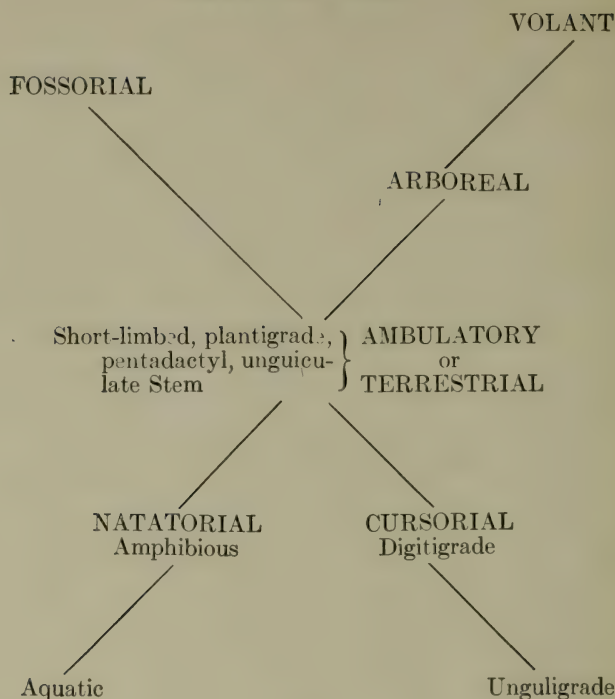 VOLANT
FOSSORIAL
ARBOREAL
Short-limbed, plantigrade, } AMBULATORY
pentadactyl, unguicu- or
late Stem TERRESTRIAL
NATATORIAL CURSORIAL
Amphibious Digitigrade
Aquatic Unguligrade